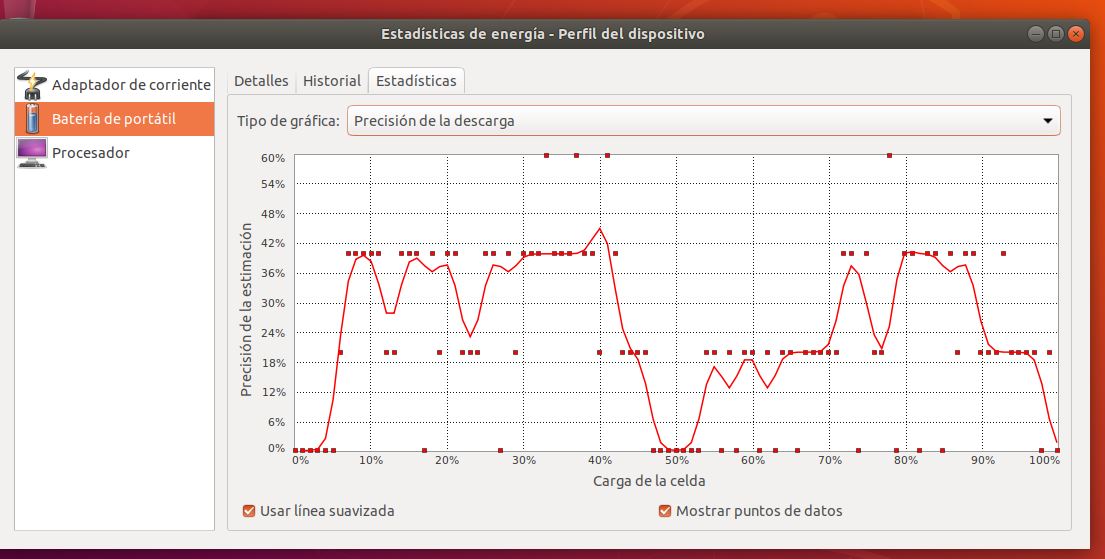 Estadísticas de energía - Perfil del dispositivo
Adaptador de corriente
Batería de portátil
Procesador
Detalles
Historial
Estadísticas
Tipo de gráfica:
Precisión de la descarga
Precisión de la estimación
60%
54%
48%
42%
36%
30%
24%
18%
12%
6%
0%
0%
10%
20%
30%
40%
50%
60%
70%
80%
90%
100%
Carga de la celda
Usar línea suavizada
Mostrar puntos de datos